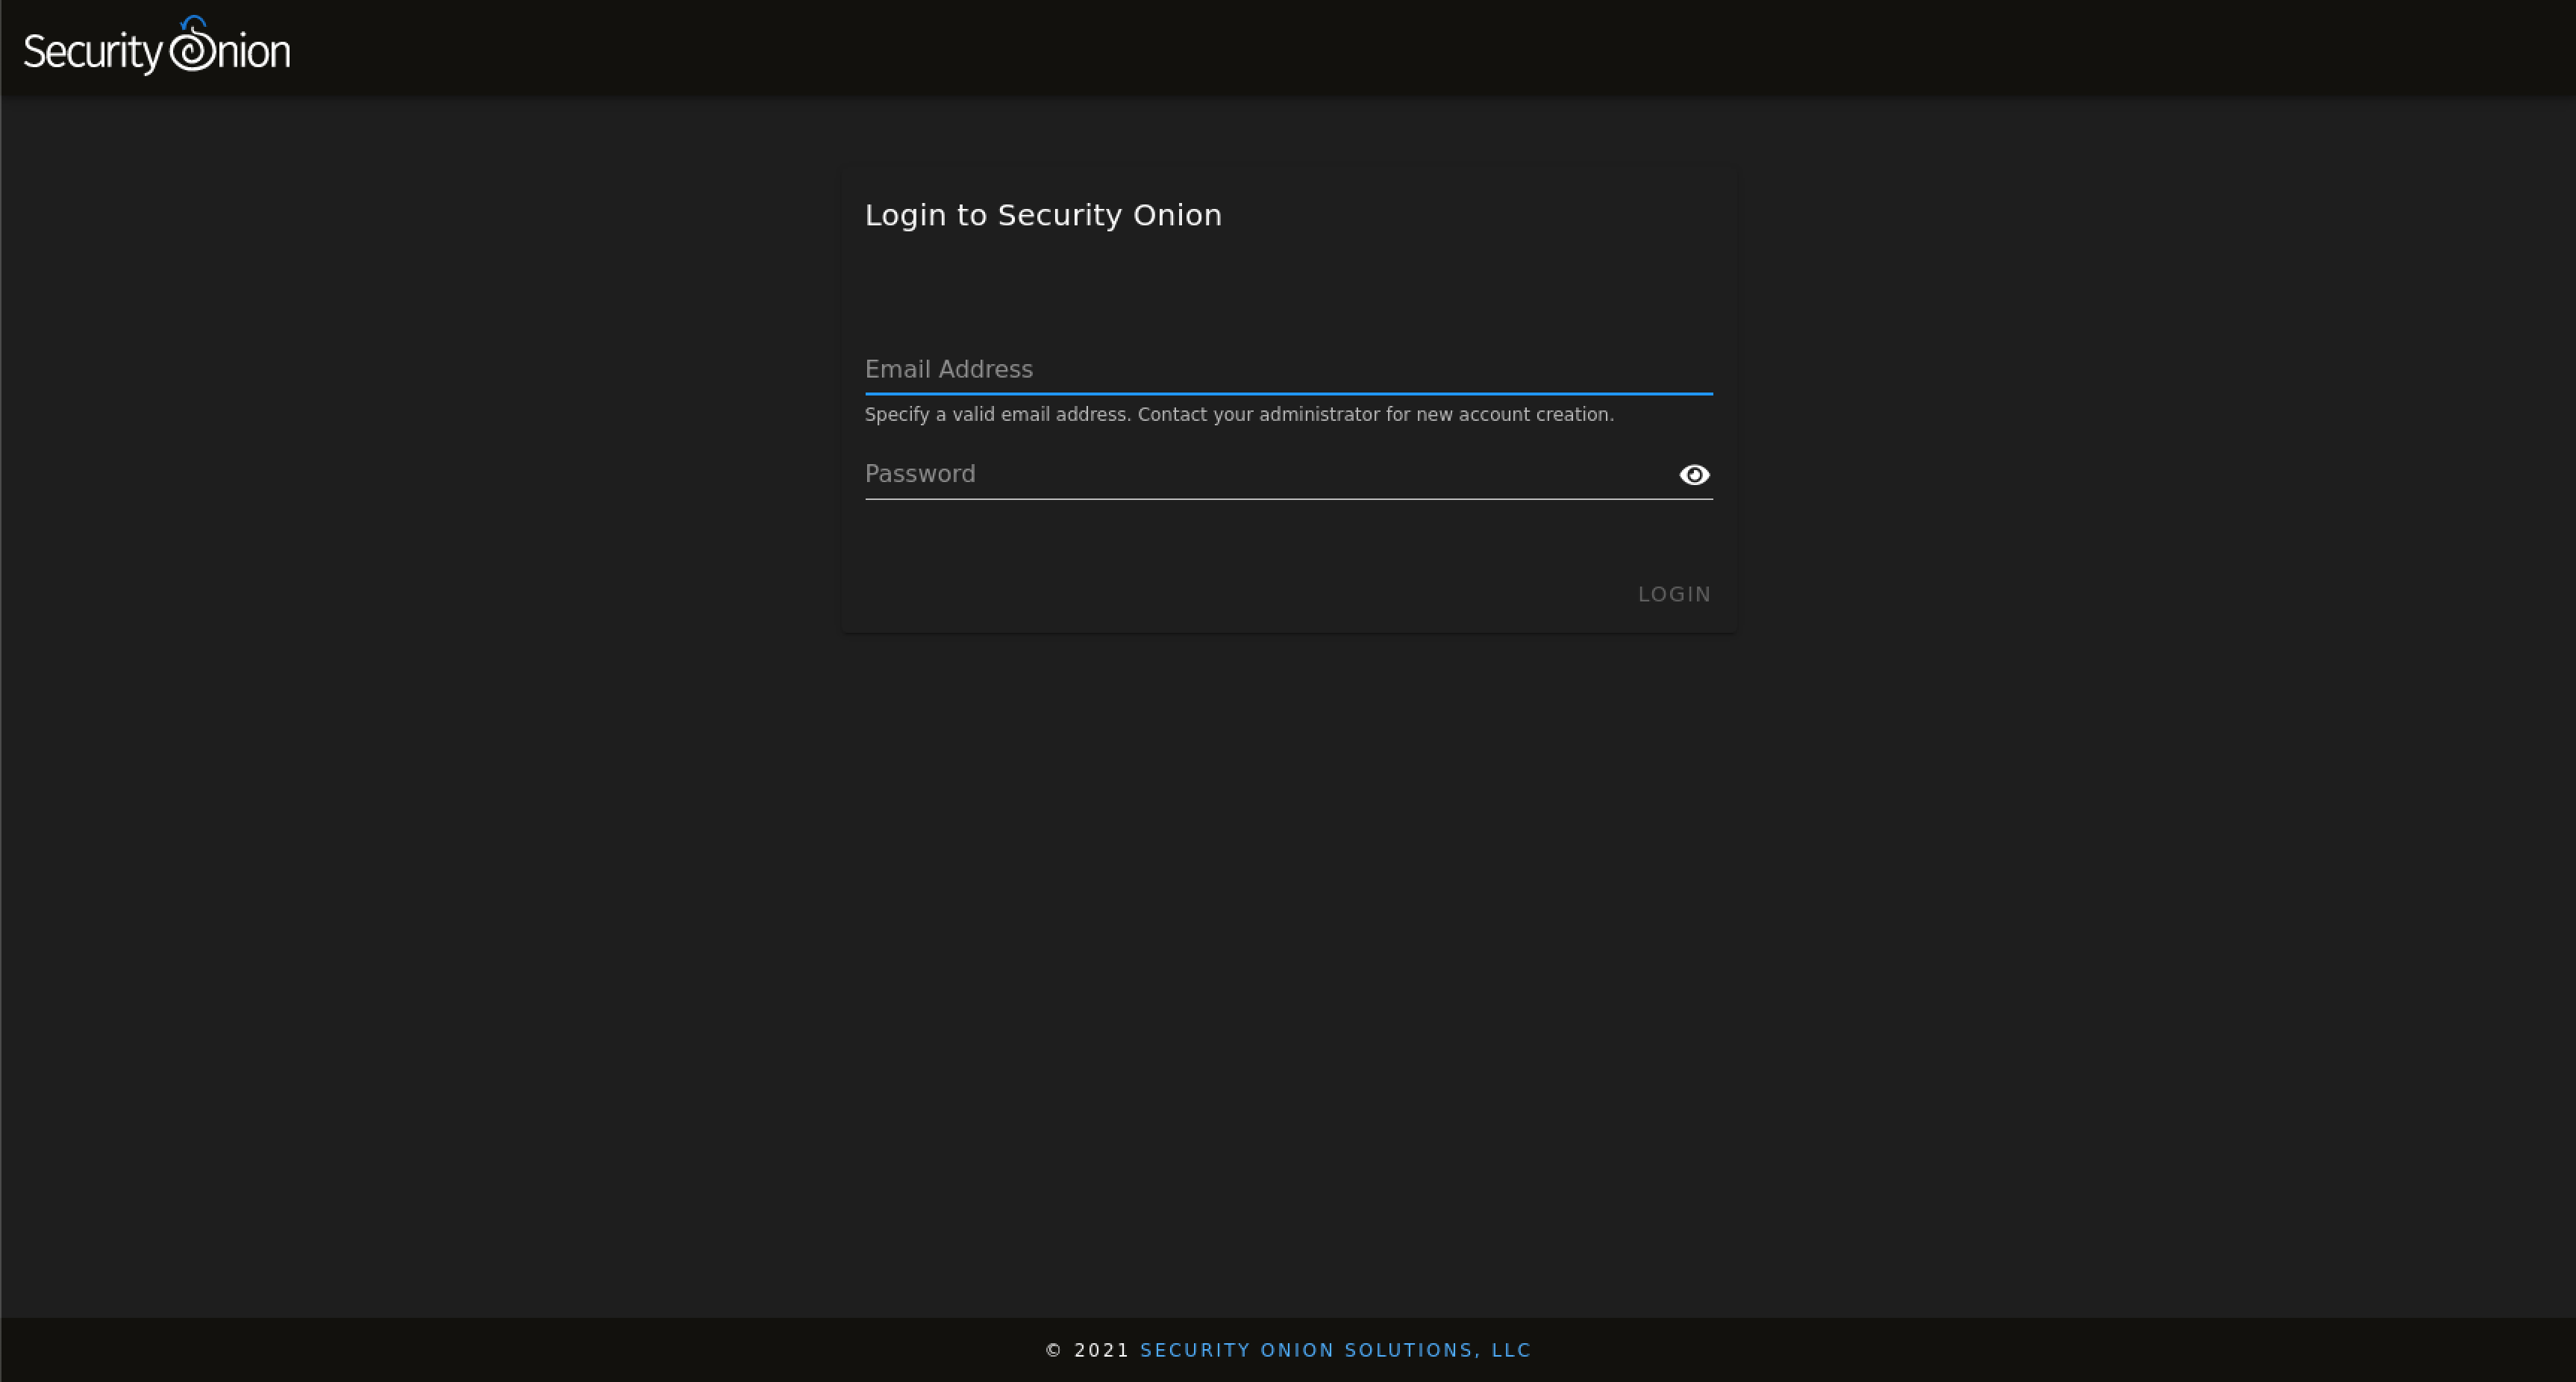 Security Onion
Login to Security Onion
Email Address
Specify a valid email address. Contact your administrator for new account creation.
Password
LOGIN
© 2021 SECURITY ONION SOLUTIONS, LLC